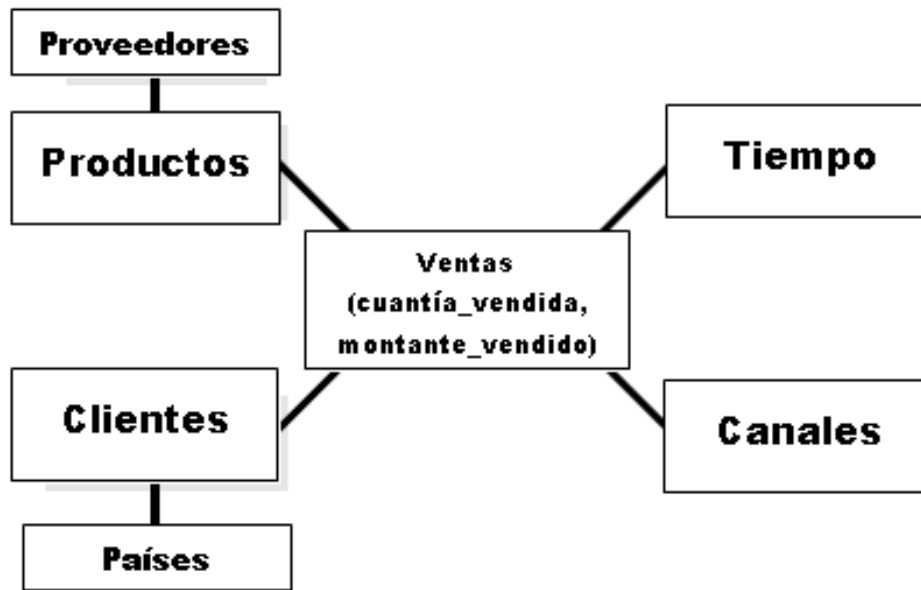 Proveedores
Productos
Tiempo
Ventas
(cuantía_vendida,
montante_vendido)
Clientes
Canales
Países